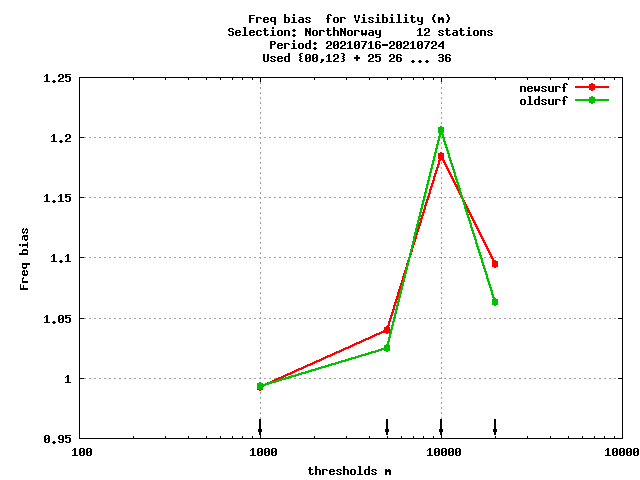 Freq bias  for Visibility (m)
Selection: NorthNorway     12 stations
Period: 20210716-20210724
Used {00,12} + 25 26 ... 36
newsurf
oldsurf
1.25
1.2
1.15
1.1
1.05
1
0.95
Freq bias
100
1000
10000
10000
thresholds m